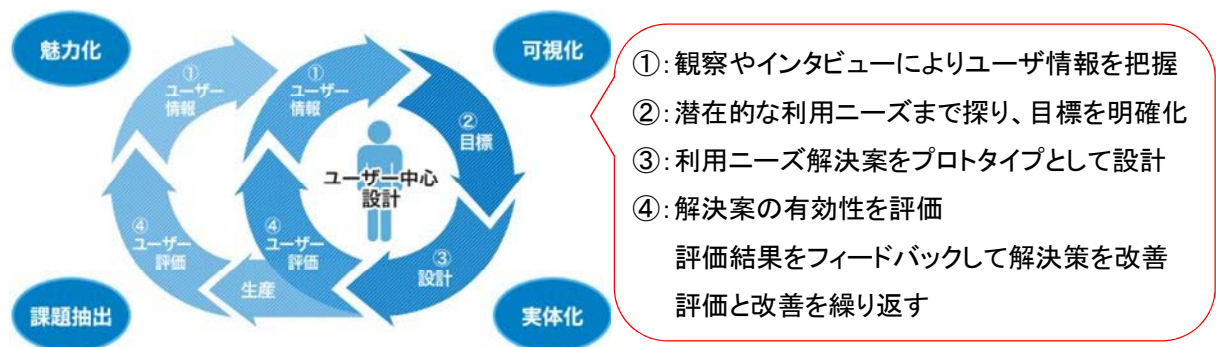 魅力化
可視化
①
ユーザー
情報
①
ユーザー
情報
②
目標
ユーザー中心
設計
④
ユーザー
評価
④
ユーザー
評価
③
設計
生産
課題抽出
実体化
①:観察やインタビューによりユーザ情報を把握
②:潜在的な利用ニーズまで探り、目標を明確化
③:利用ニーズ解決案をプロトタイプとして設計
④:解決案の有効性を評価
評価結果をフィードバックして解決策を改善
評価と改善を繰り返す